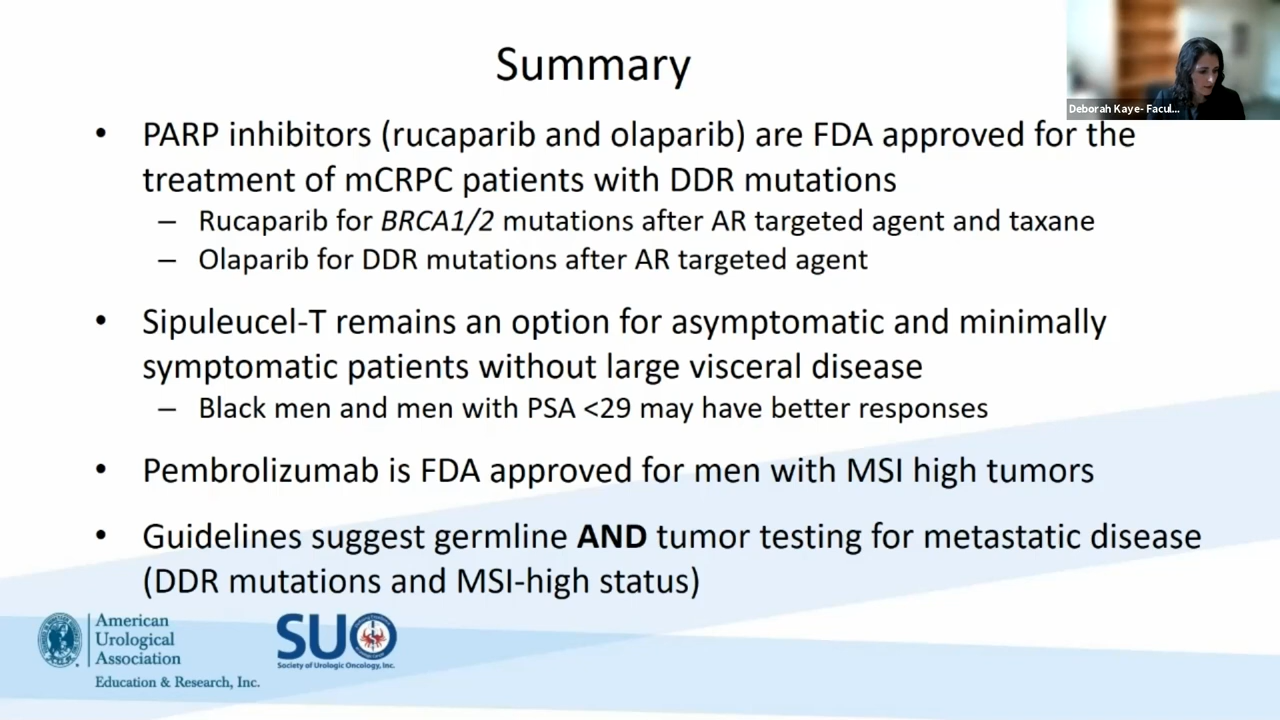 Summary
Deborah Kaye- Facul...
• PARP inhibitors (rucaparib and olaparib) are FDA approved for the
treatment of mCRPC patients with DDR mutations
– Rucaparib for BRCA1/2 mutations after AR targeted agent and taxane
– Olaparib for DDR mutations after AR targeted agent
• Sipuleucel-T remains an option for asymptomatic and minimally
symptomatic patients without large visceral disease
– Black men and men with PSA <29 may have better responses
• Pembrolizumab is FDA approved for men with MSI high tumors
• Guidelines suggest germline AND tumor testing for metastatic disease
(DDR mutations and MSI-high status)
American
Urological
Association
Education & Research, Inc.
SUO
Society of Urologic Oncology, Inc.